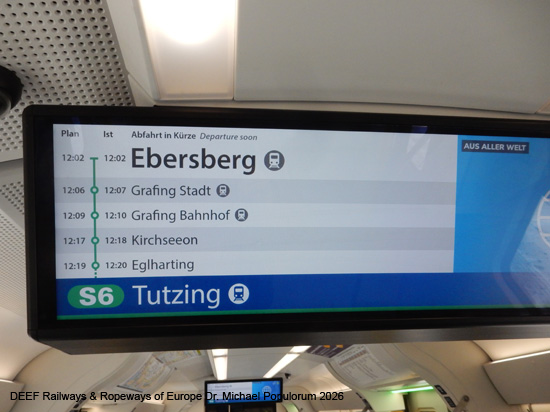 Plan Ist Abfahrt in Kürze Departure soon
AUS ALLER WELT
12:02 12:02 Ebersberg
12:06 12:07 Grafing Stadt
12:09 12:10 Grafing Bahnhof
12:17 12:18 Kirchseeon
12:19 12:20 Eglharting
S6 Tutzing
DEEF Railways & Ropeways of Europe Dr. Michael Populorum 2026